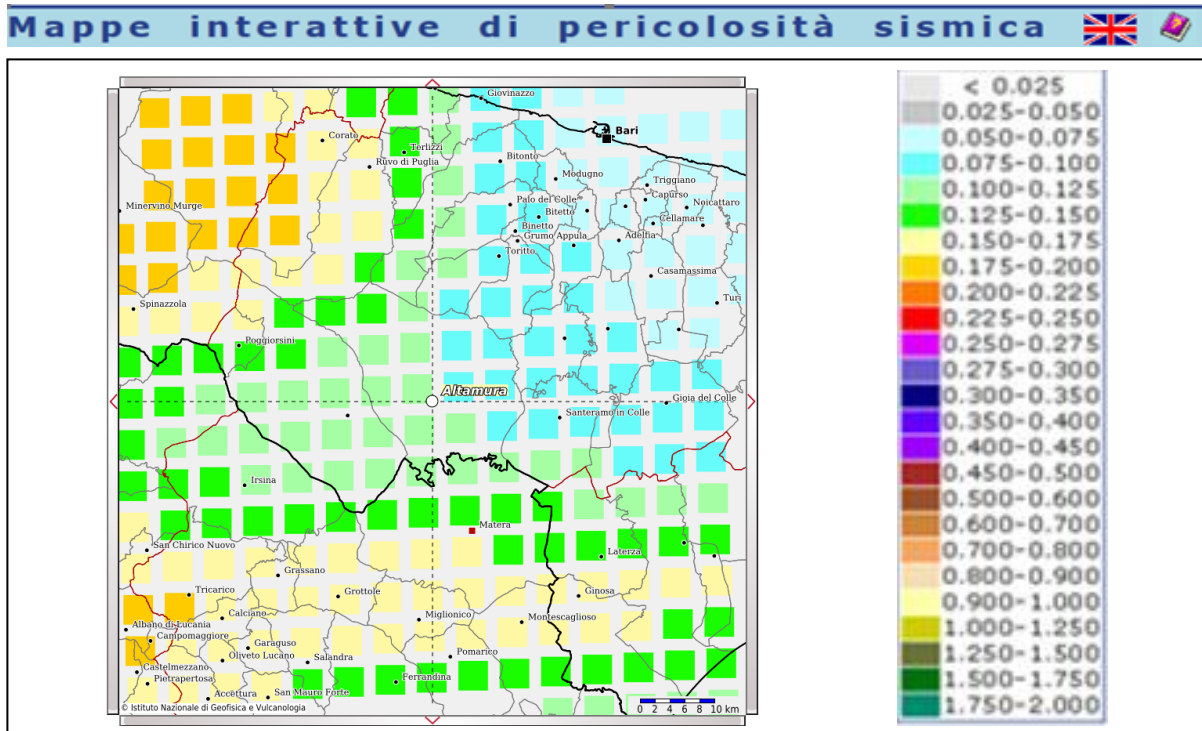 Mappe interattive di pericolosità sismica
Giovinazzo
Bari
Corato
Terlizzi
Ruvo di Puglia
Bitonto
Modugno
Triggiano
Capurso
Noicattaro
Minervino Murge
Palo del Colle
Bitetto
Cellamare
Binetto
Grumo Appula
Adelfia
Toritto
Casamassima
Spinazzola
Turi
Poggiorsini
Altamura
Gioia del Colle
Santeramo in Colle
Irsina
Matera
San Chirico Nuovo
Laterza
Grassano
Tricarico
Grottole
Ginosa
Calciano
Miglionico
Montescaglioso
Albano di Lucania
Campomaggiore
Garaguso
Oliveto Lucano
Salandra
Pomarico
Castelmezzano
Pietrapertosa
Ferrandina
Accettura
San Mauro Forte
© Istituto Nazionale di Geofisica e Vulcanologia
0 2 4 6 8 10 km
< 0.025
0.025-0.050
0.050-0.075
0.075-0.100
0.100-0.125
0.125-0.150
0.150-0.175
0.175-0.200
0.200-0.225
0.225-0.250
0.250-0.275
0.275-0.300
0.300-0.350
0.350-0.400
0.400-0.450
0.450-0.500
0.500-0.600
0.600-0.700
0.700-0.800
0.800-0.900
0.900-1.000
1.000-1.250
1.250-1.500
1.500-1.750
1.750-2.000